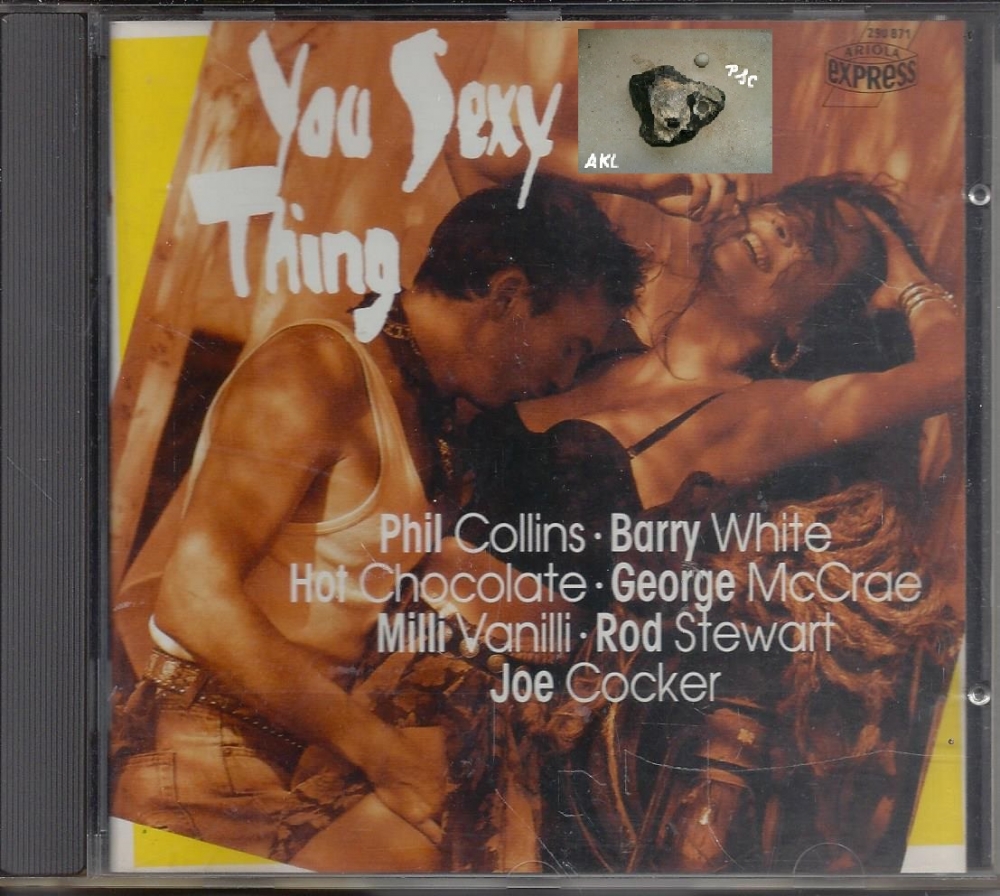 You Sexy
Thing
PSC
AKL
290 871
ARIOLA
EXPRESS
Phil Collins · Barry White
Hot Chocolate · George McCrae
Milli Vanilli · Rod Stewart
Joe Cocker